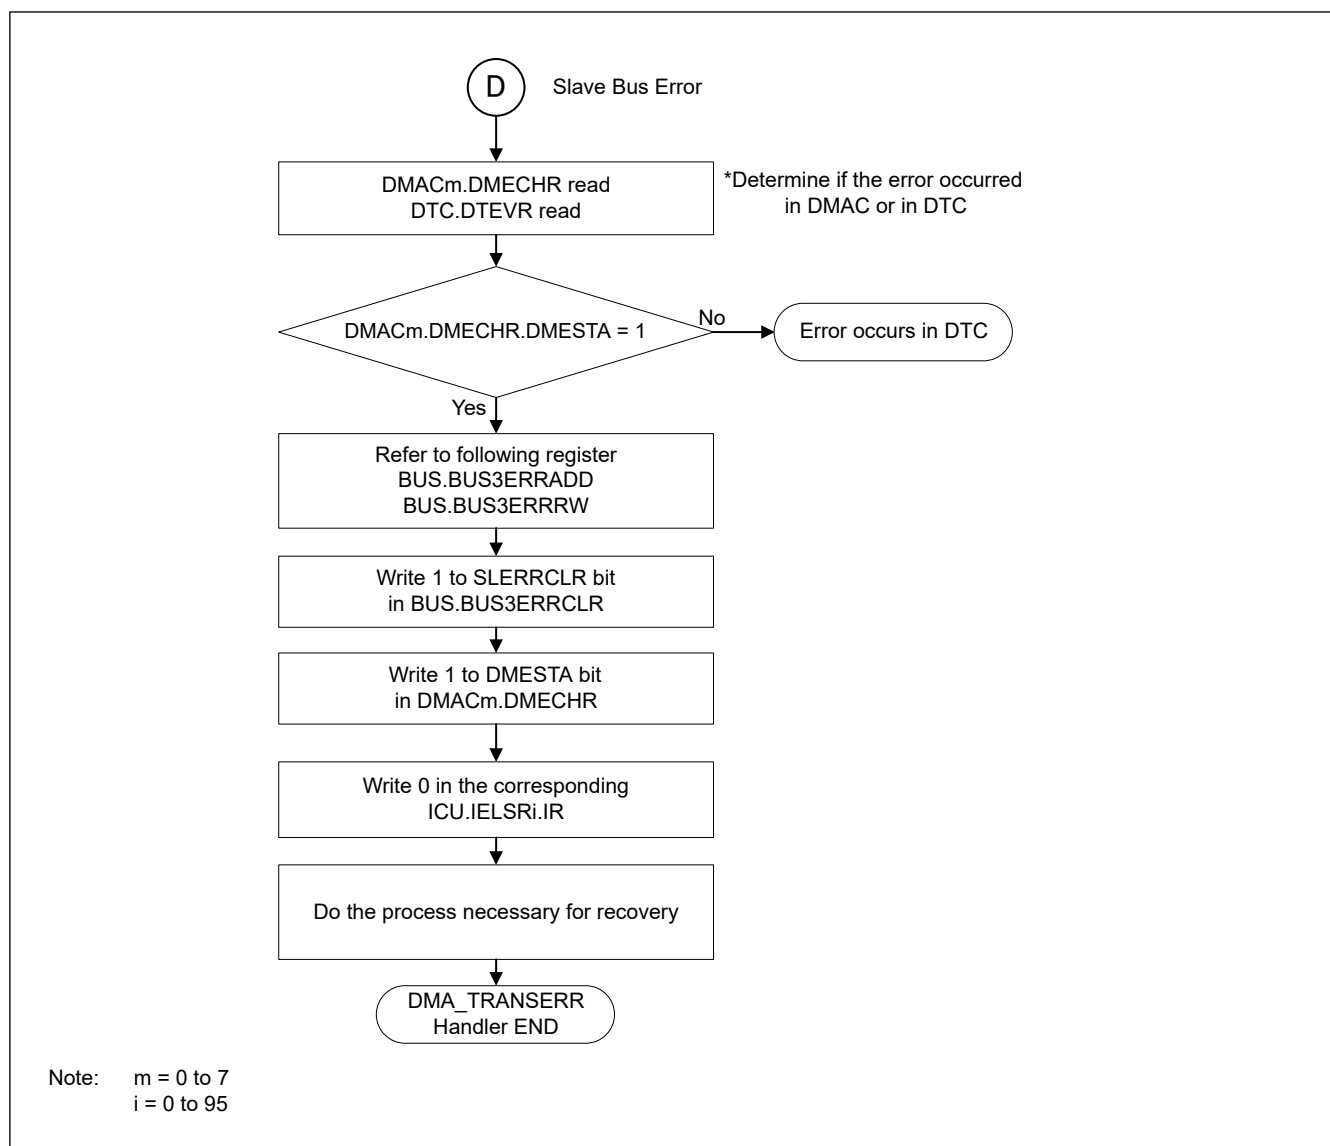 D
Slave Bus Error
DMACm.DMECHR read
DTC.DTEVR read
*Determine if the error occurred
in DMAC or in DTC
DMACm.DMECHR.DMESTA = 1
No
Error occurs in DTC
Yes
Refer to following register
BUS.BUS3ERRADD
BUS.BUS3ERRRW
Write 1 to SLERRCLR bit
in BUS.BUS3ERRCLR
Write 1 to DMESTA bit
in DMACm.DMECHR
Write 0 in the corresponding
ICU.IELSRi.IR
Do the process necessary for recovery
DMA_TRANSERR
Handler END
Note: m = 0 to 7
i = 0 to 95